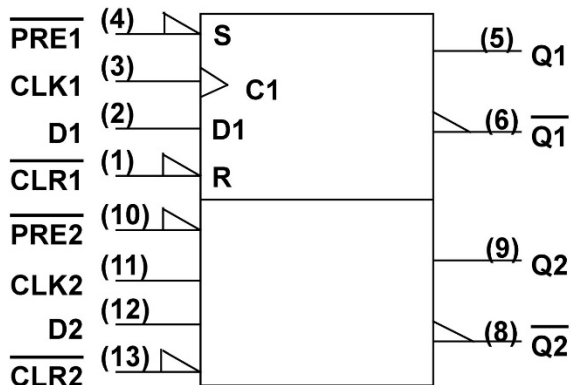 PRE1 (4) S (5) Q1
CLK1 (3) C1
D1 (2) D1 (6) Q1
CLR1 (1) R
PRE2 (10)
CLK2 (11) (9) Q2
D2 (12)
CLR2 (13) (8) Q2